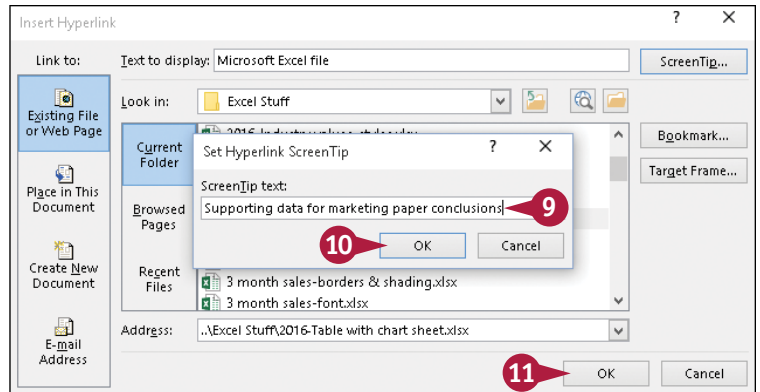 Insert Hyperlink ? X
Link to:
Text to display: Microsoft Excel file
ScreenTip...
Existing File
or Web Page
Place in This
Document
Create New
Document
E-mail
Address
Look in: Excel Stuff
Current
Folder
Browsed
Pages
Recent
Files
Bookmark...
Target Frame...
Set Hyperlink ScreenTip ? X
ScreenTip text:
Supporting data for marketing paper conclusions 9
10 OK Cancel
3 month sales-borders & shading.xlsx
3 month sales-font.xlsx
Address: ..\Excel Stuff\2016-Table with chart sheet.xlsx
11 OK Cancel